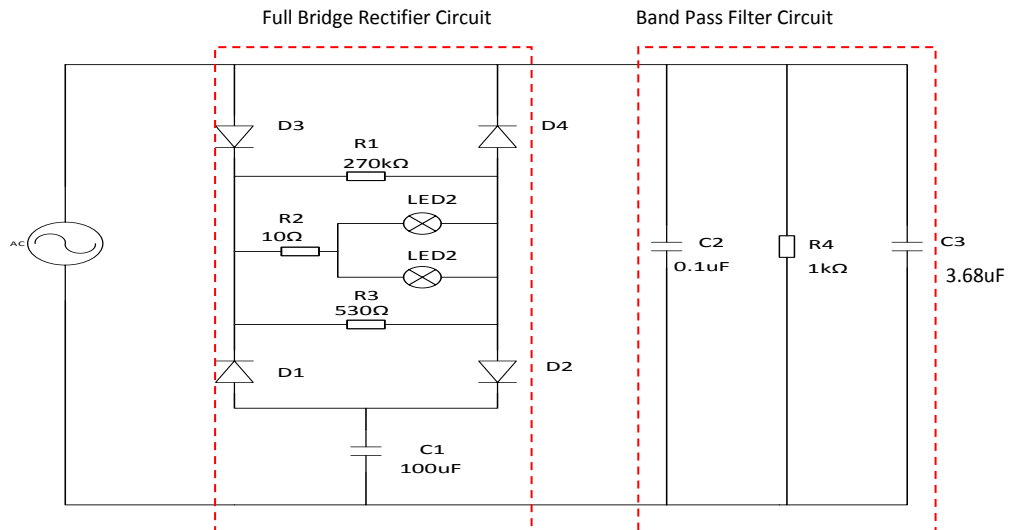 Full Bridge Rectifier Circuit
Band Pass Filter Circuit
D3
D4
R1
270kΩ
LED2
R2
10Ω
AC
LED2
C2
0.1uF
R4
1kΩ
C3
3.68uF
R3
530Ω
D1
D2
C1
100uF